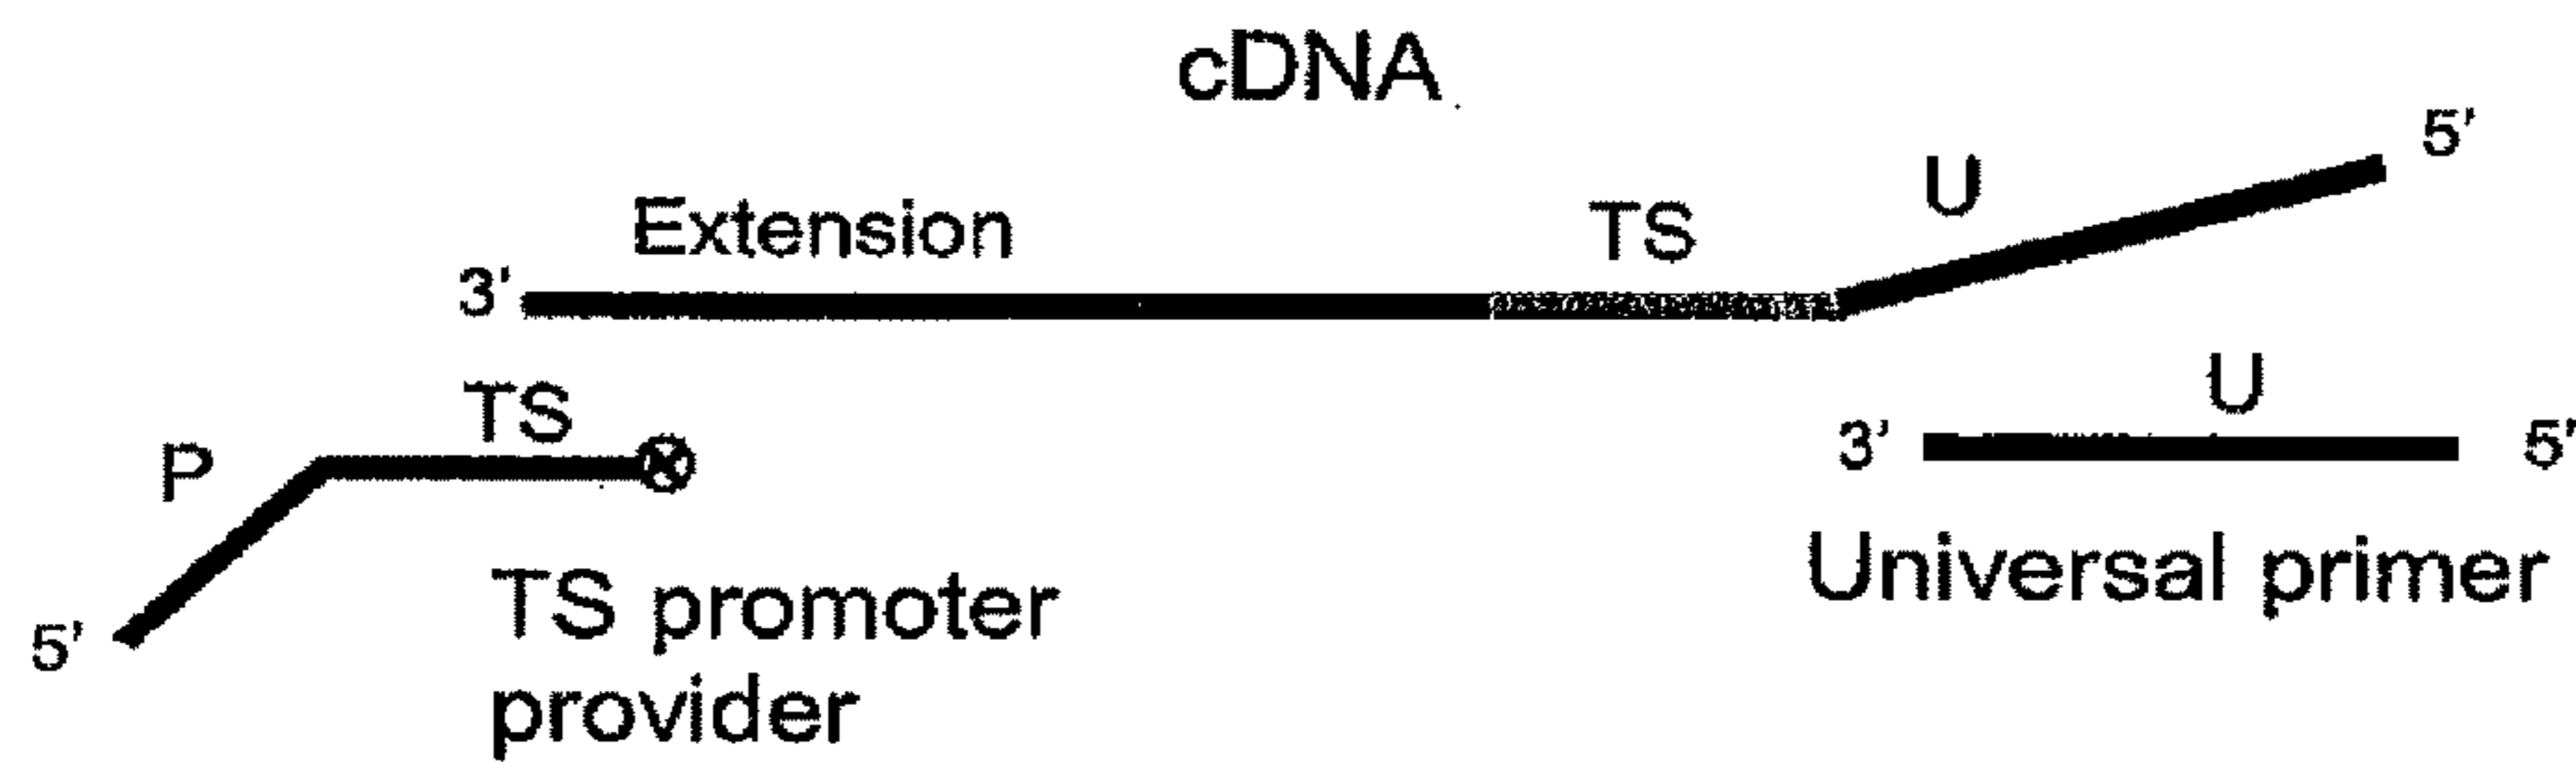 cDNA
5'
U
Extension
TS
3'
U
TS
P
3'
5'
Universal primer
TS promoter
provider
5'